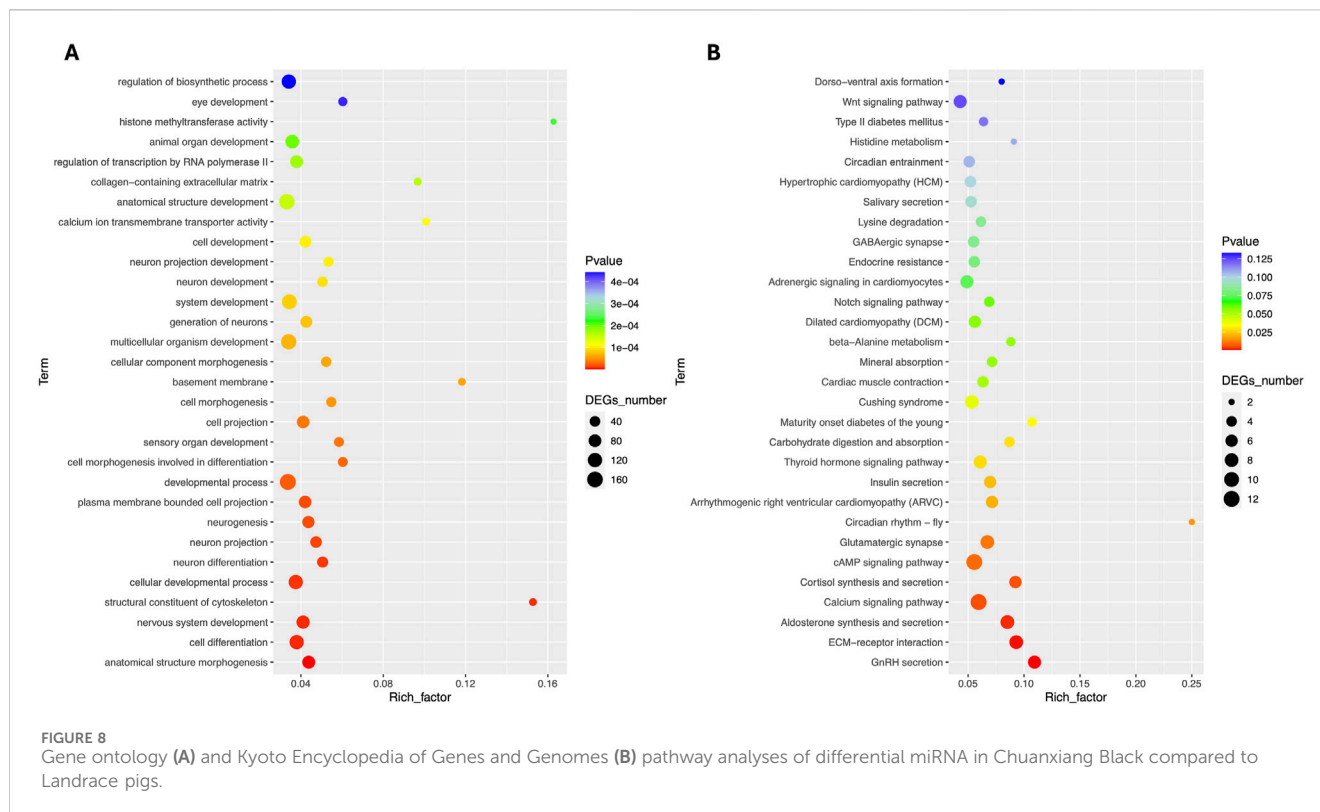 A
regulation of biosynthetic process
eye development
histone methyltransferase activity
animal organ development
regulation of transcription by RNA polymerase II
collagen−containing extracellular matrix
anatomical structure development
calcium ion transmembrane transporter activity
cell development
neuron projection development
neuron development
system development
generation of neurons
multicellular organism development
cellular component morphogenesis
basement membrane
cell morphogenesis
cell projection
sensory organ development
cell morphogenesis involved in differentiation
developmental process
plasma membrane bounded cell projection
neurogenesis
neuron projection
neuron differentiation
cellular developmental process
structural constituent of cytoskeleton
nervous system development
cell differentiation
anatomical structure morphogenesis
Term
0.04 0.08 0.12 0.16
Rich_factor
Pvalue
4e−04
3e−04
2e−04
1e−04
DEGs_number
40
80
120
160
B
Dorso−ventral axis formation
Wnt signaling pathway
Type II diabetes mellitus
Histidine metabolism
Circadian entrainment
Hypertrophic cardiomyopathy (HCM)
Salivary secretion
Lysine degradation
GABAergic synapse
Endocrine resistance
Adrenergic signaling in cardiomyocytes
Notch signaling pathway
Dilated cardiomyopathy (DCM)
beta−Alanine metabolism
Mineral absorption
Cardiac muscle contraction
Cushing syndrome
Maturity onset diabetes of the young
Carbohydrate digestion and absorption
Thyroid hormone signaling pathway
Insulin secretion
Arrhythmogenic right ventricular cardiomyopathy (ARVC)
Circadian rhythm − fly
Glutamatergic synapse
cAMP signaling pathway
Cortisol synthesis and secretion
Calcium signaling pathway
Aldosterone synthesis and secretion
ECM−receptor interaction
GnRH secretion
Term
0.05 0.10 0.15 0.20 0.25
Rich_factor
Pvalue
0.125
0.100
0.075
0.050
0.025
DEGs_number
2
4
6
8
10
12
FIGURE 8
Gene ontology (A) and Kyoto Encyclopedia of Genes and Genomes (B) pathway analyses of differential miRNA in Chuanxiang Black compared to
Landrace pigs.